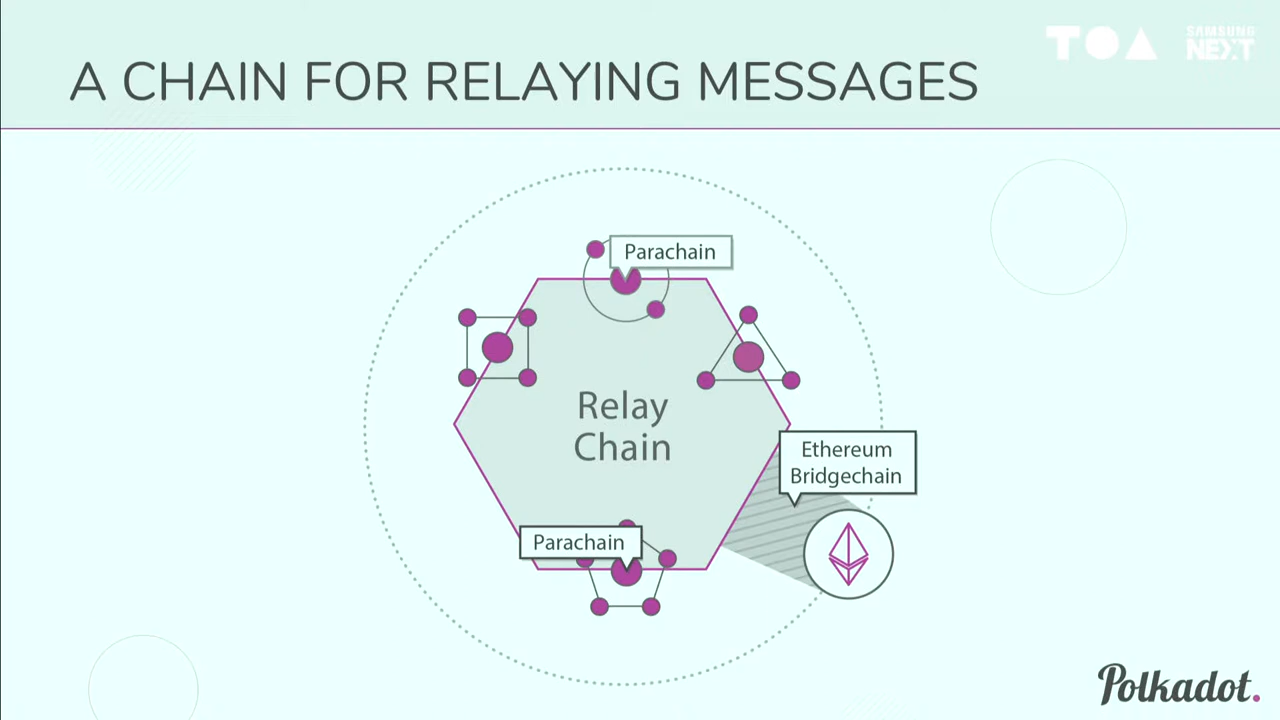 TOA
SAMSUNG
NEXT
A CHAIN FOR RELAYING MESSAGES
Parachain
Relay
Chain
Ethereum
Bridgechain
Parachain
Polkadot.